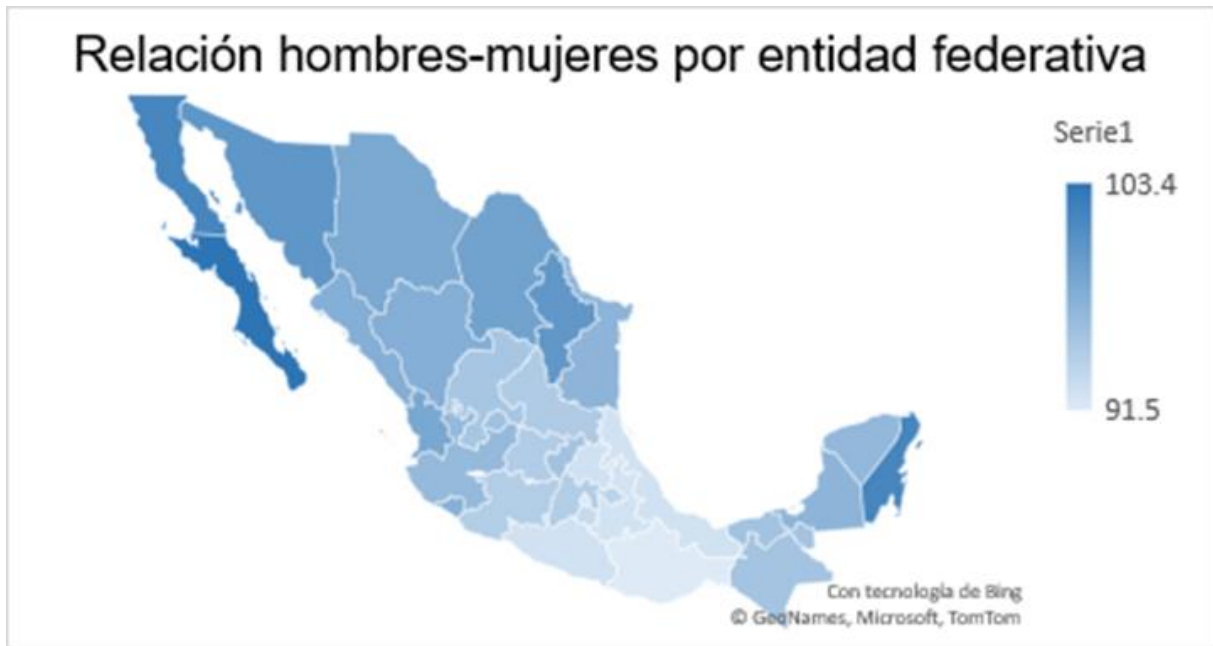 Relación hombres-mujeres por entidad federativa
Serie1
103.4
91.5
Con tecnología de Bing
© GeoNames, Microsoft, TomTom